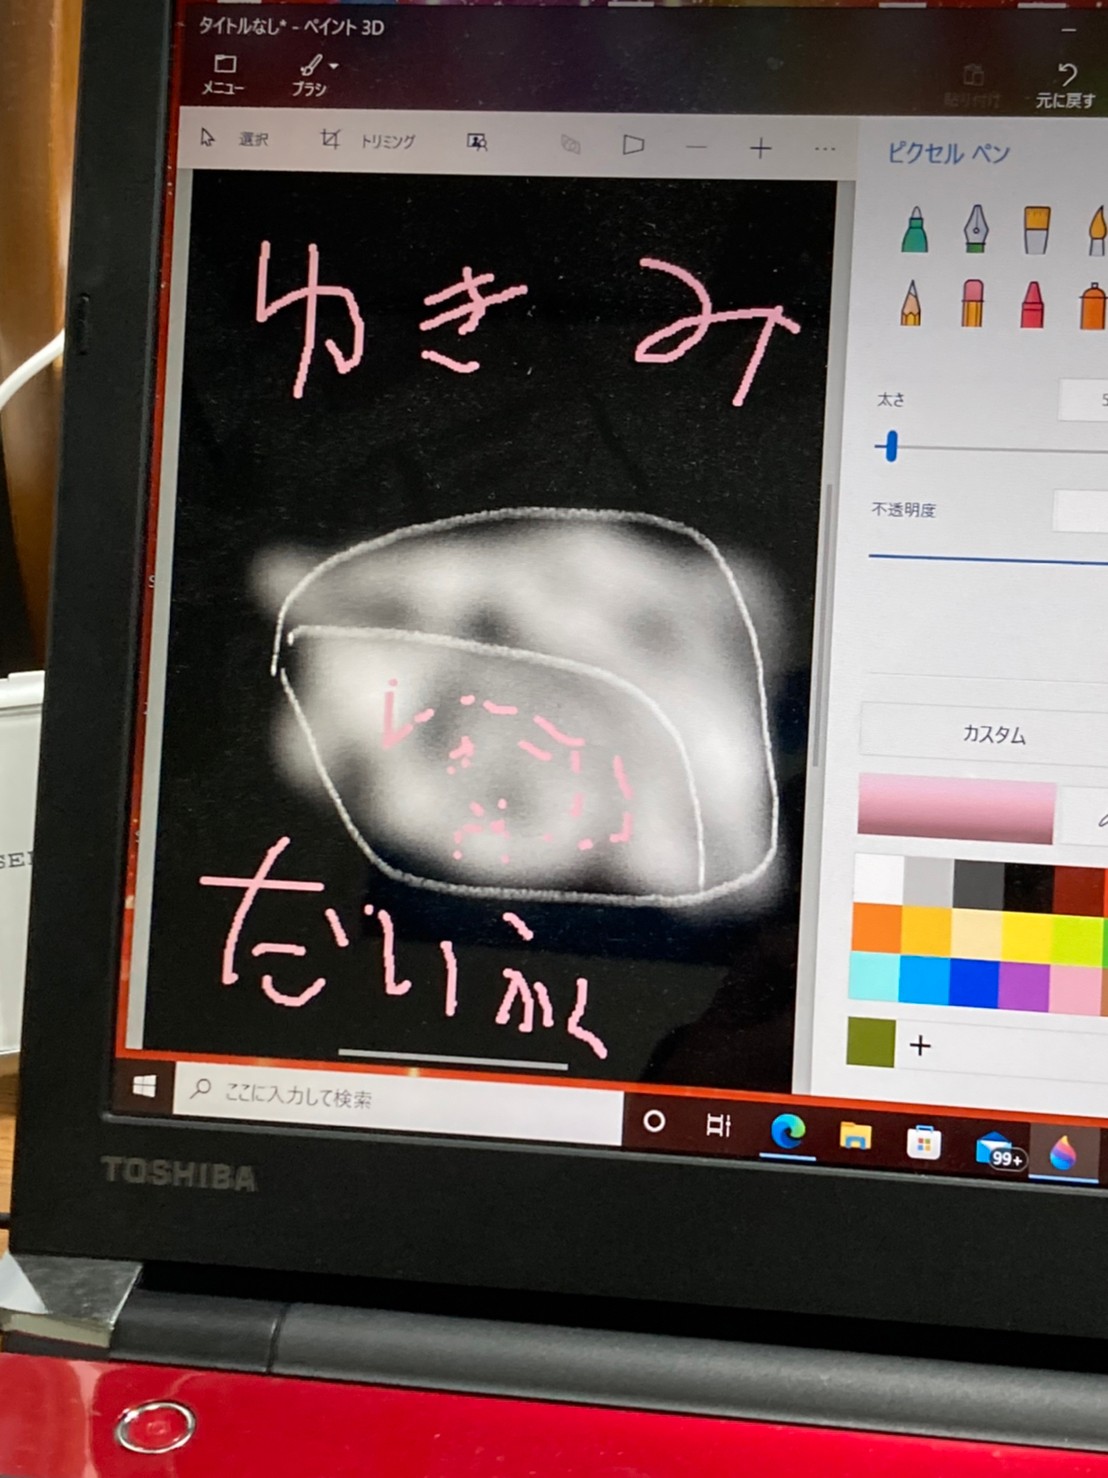 タイトルなし* - ペイント 3D
メニュー
ブラシ
貼り付け
元に戻す
選択
トリミング
ピクセル ペン
ゆきみ
太さ
不透明度
カスタム
だいふく
ここに入力して検索
99+
TOSHIBA